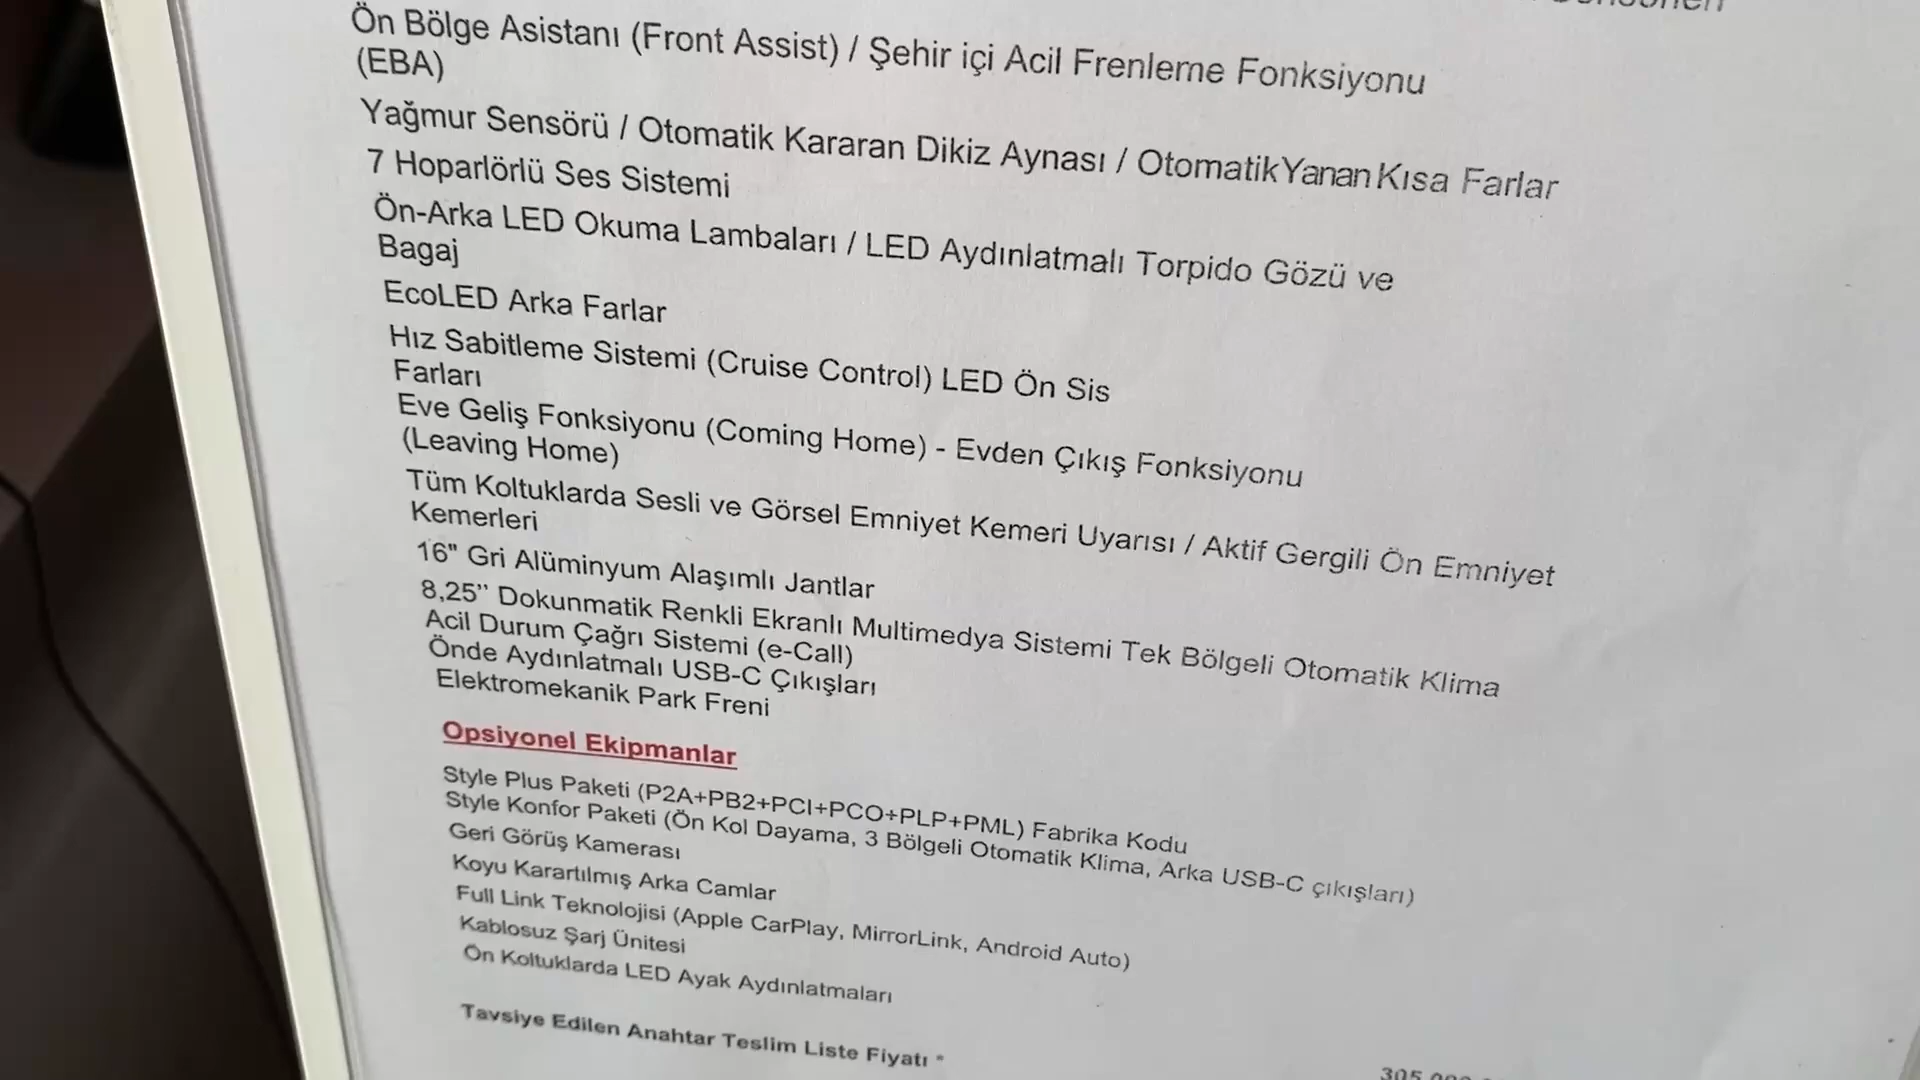 Ön Bölge Asistanı (Front Assist) / Şehir içi Acil Frenleme Fonksiyonu
(EBA)
Yağmur Sensörü / Otomatik Kararan Dikiz Aynası / Otomatik Yanan Kısa Farlar
7 Hoparlörlü Ses Sistemi
Ön-Arka LED Okuma Lambaları / LED Aydınlatmalı Torpido Gözü ve
Bagaj
EcoLED Arka Farlar
Hız Sabitleme Sistemi (Cruise Control) LED Ön Sis
Farları
Eve Geliş Fonksiyonu (Coming Home) - Evden Çıkış Fonksiyonu
(Leaving Home)
Tüm Koltuklarda Sesli ve Görsel Emniyet Kemeri Uyarısı / Aktif Gergili Ön Emniyet
Kemerleri
16" Gri Alüminyum Alaşımlı Jantlar
8,25'' Dokunmatik Renkli Ekranlı Multimedya Sistemi Tek Bölgeli Otomatik Klima
Acil Durum Çağrı Sistemi (e-Call)
Önde Aydınlatmalı USB-C Çıkışları
Elektromekanik Park Freni
Opsiyonel Ekipmanlar
Style Plus Paketi (P2A+PB2+PCI+PCO+PLP+PML) Fabrika Kodu
Style Konfor Paketi (Ön Kol Dayama, 3 Bölgeli Otomatik Klima, Arka USB-C çıkışları)
Geri Görüş Kamerası
Koyu Karartılmış Arka Camlar
Full Link Teknolojisi (Apple CarPlay, MirrorLink, Android Auto)
Kablosuz Şarj Ünitesi
Ön Koltuklarda LED Ayak Aydınlatmaları
Tavsiye Edilen Anahtar Teslim Liste Fiyatı *